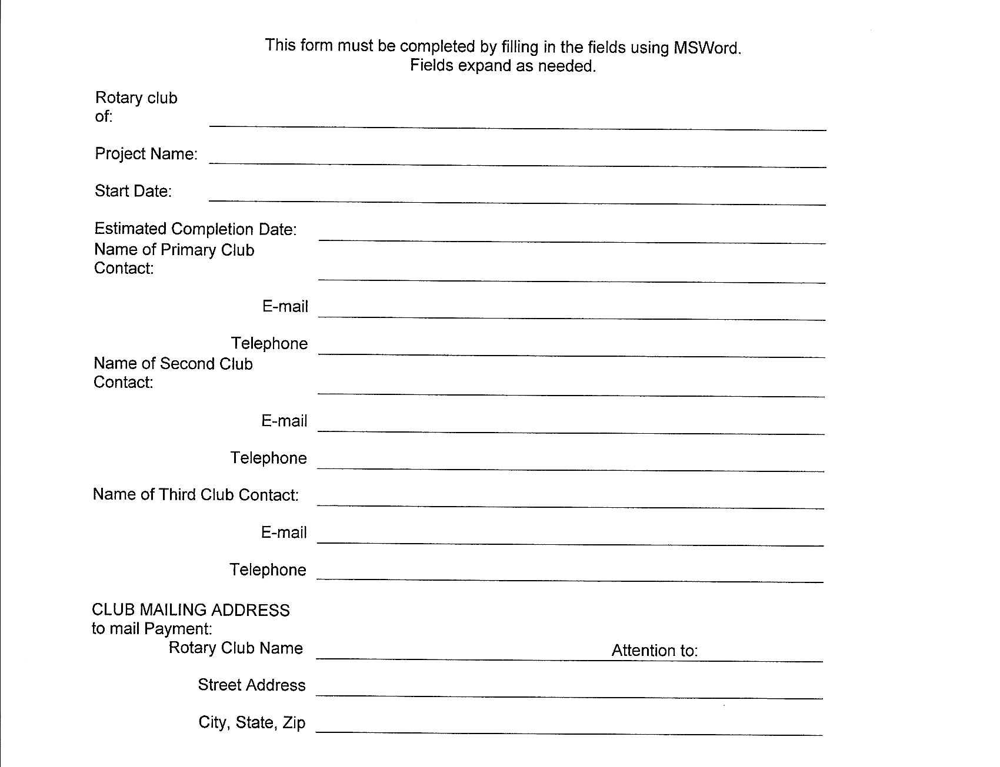 This form must be completed by filling in the fields using MSWord.
Fields expand as needed.
Rotary club
of:
Project Name:
Start Date:
Estimated Completion Date:
Name of Primary Club
Contact:
E-mail
Telephone
Name of Second Club
Contact:
E-mail
Telephone
Name of Third Club Contact:
E-mail
Telephone
CLUB MAILING ADDRESS
to mail Payment:
Rotary Club Name Attention to:
Street Address
City, State, Zip